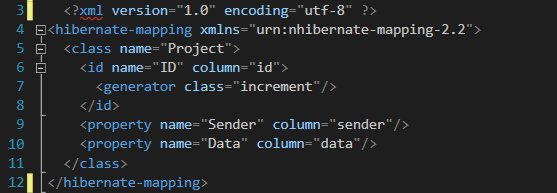 3 <?xml version="1.0" encoding="utf-8" ?>
4 <hibernate-mapping xmlns="urn:nhibernate-mapping-2.2">
5 <class name="Project">
6 <id name="ID" column="id">
7 <generator class="increment"/>
8 </id>
9 <property name="Sender" column="sender"/>
10 <property name="Data" column="data"/>
11 </class>
12 </hibernate-mapping>